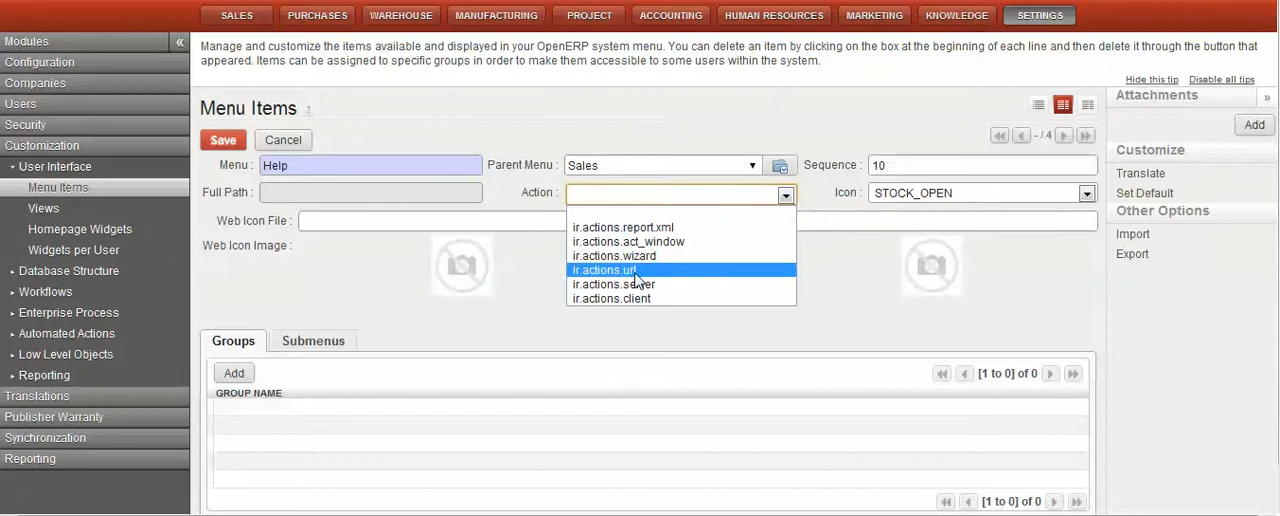 SALES PURCHASES WAREHOUSE MANUFACTURING PROJECT ACCOUNTING HUMAN RESOURCES MARKETING KNOWLEDGE SETTINGS
Modules «
Configuration
Companies
Users
Security
Customization
User Interface
Menu Items
Views
Homepage Widgets
Widgets per User
Database Structure
Workflows
Enterprise Process
Automated Actions
Low Level Objects
Reporting
Translations
Publisher Warranty
Synchronization
Reporting
Manage and customize the items available and displayed in your OpenERP system menu. You can delete an item by clicking on the box at the beginning of each line and then delete it through the button that
appeared. Items can be assigned to specific groups in order to make them accessible to some users within the system.
Hide this tip Disable all tips
Menu Items ?
Save Cancel - / 4
Menu : Help Parent Menu : Sales Sequence : 10
Full Path : Action : Icon : STOCK_OPEN
Web Icon File :
Web Icon Image :
ir.actions.report.xml
ir.actions.act_window
ir.actions.wizard
ir.actions.url
ir.actions.server
ir.actions.client
Groups Submenus
Add [1 to 0] of 0
GROUP NAME
[1 to 0] of 0
Attachments »
Add
Customize
Translate
Set Default
Other Options
Import
Export